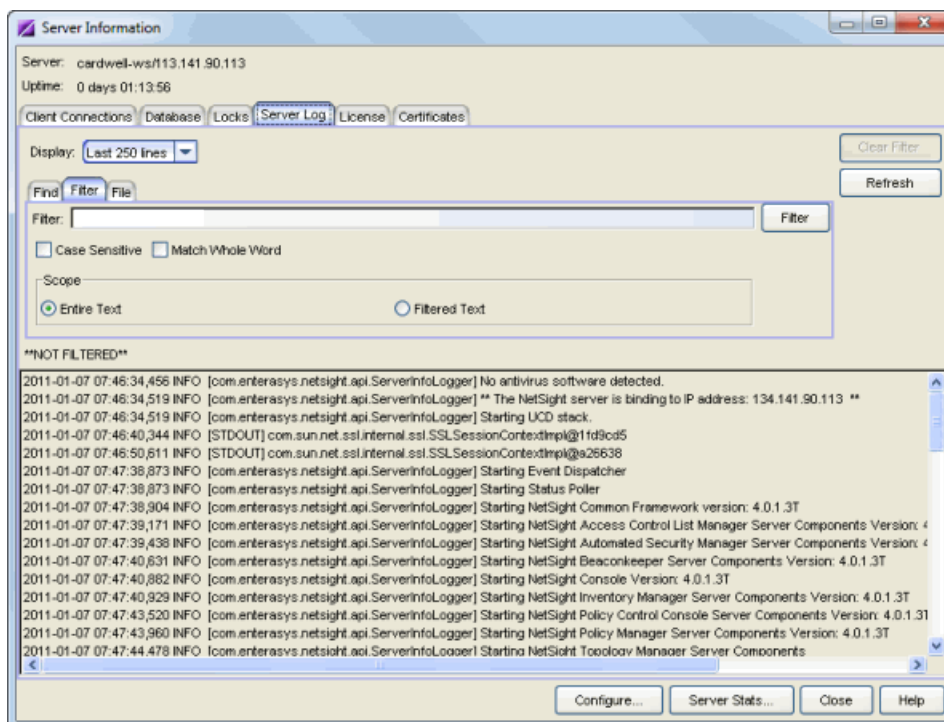 Server Information
Server: cardwell-ws/113.141.90.113
Uptime: 0 days 01:13:56
Client Connections Database Locks Server Log License Certificates
Display: Last 250 lines
Clear Filter
Refresh
Find Filter File
Filter: Filter
Case Sensitive Match Whole Word
Scope
Entire Text Filtered Text
**NOT FILTERED**
2011-01-07 07:46:34,456 INFO [com.enterasys.netsight.api.ServerInfoLogger] No antivirus software detected.
2011-01-07 07:46:34,519 INFO [com.enterasys.netsight.api.ServerInfoLogger] ** The NetSight server is binding to IP address: 134.141.90.113 **
2011-01-07 07:46:34,519 INFO [com.enterasys.netsight.api.ServerInfoLogger] Starting UCD stack.
2011-01-07 07:46:40,344 INFO [STDOUT] com.sun.net.ssl.internal.ssl.SSLSessionContextImpl@1fd9cd5
2011-01-07 07:46:50,611 INFO [STDOUT] com.sun.net.ssl.internal.ssl.SSLSessionContextImpl@a26638
2011-01-07 07:47:38,873 INFO [com.enterasys.netsight.api.ServerInfoLogger] Starting Event Dispatcher
2011-01-07 07:47:38,873 INFO [com.enterasys.netsight.api.ServerInfoLogger] Starting Status Poller
2011-01-07 07:47:38,904 INFO [com.enterasys.netsight.api.ServerInfoLogger] Starting NetSight Common Framework version: 4.0.1.3T
2011-01-07 07:47:39,171 INFO [com.enterasys.netsight.api.ServerInfoLogger] Starting NetSight Access Control List Manager Server Components Version: 4
2011-01-07 07:47:39,438 INFO [com.enterasys.netsight.api.ServerInfoLogger] Starting NetSight Automated Security Manager Server Components Version: 4
2011-01-07 07:47:40,631 INFO [com.enterasys.netsight.api.ServerInfoLogger] Starting NetSight Beaconkeeper Server Components Version: 4.0.1.3T
2011-01-07 07:47:40,882 INFO [com.enterasys.netsight.api.ServerInfoLogger] Starting NetSight Console Version: 4.0.1.3T
2011-01-07 07:47:40,929 INFO [com.enterasys.netsight.api.ServerInfoLogger] Starting NetSight Inventory Manager Server Components Version: 4.0.1.3T
2011-01-07 07:47:43,520 INFO [com.enterasys.netsight.api.ServerInfoLogger] Starting NetSight Policy Control Console Server Components Version: 4.0.1.3T
2011-01-07 07:47:43,960 INFO [com.enterasys.netsight.api.ServerInfoLogger] Starting NetSight Policy Manager Server Components Version: 4.0.1.3T
2011-01-07 07:47:44,478 INFO [com.enterasys.netsight.api.ServerInfoLogger] Starting NetSight Topology Manager Server Components
Configure... Server Stats... Close Help